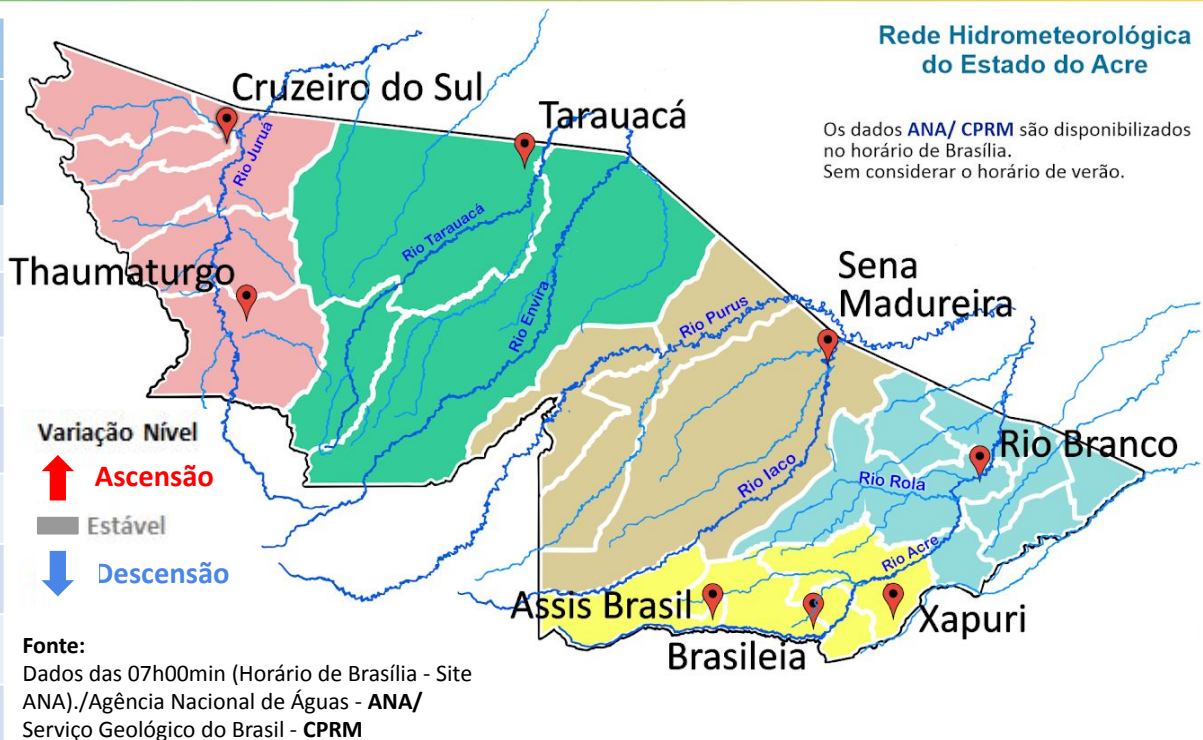 Rede Hidrometeorológica
do Estado do Acre
Os dados ANA/ CPRM são disponibilizados
no horário de Brasília.
Sem considerar o horário de verão.
Cruzeiro do Sul
Tarauacá
Rio Juruá
Rio Tarauacá
Thaumaturgo
Rio Envira
Rio Purus
Sena
Madureira
Rio Iaco
Rio Branco
Rio Rola
Rio Acre
Assis Brasil
Xapuri
Brasileia
Variação Nível
Ascensão
Estável
Descensão
Fonte:
Dados das 07h00min (Horário de Brasília - Site
ANA)./Agência Nacional de Águas - ANA/
Serviço Geológico do Brasil - CPRM